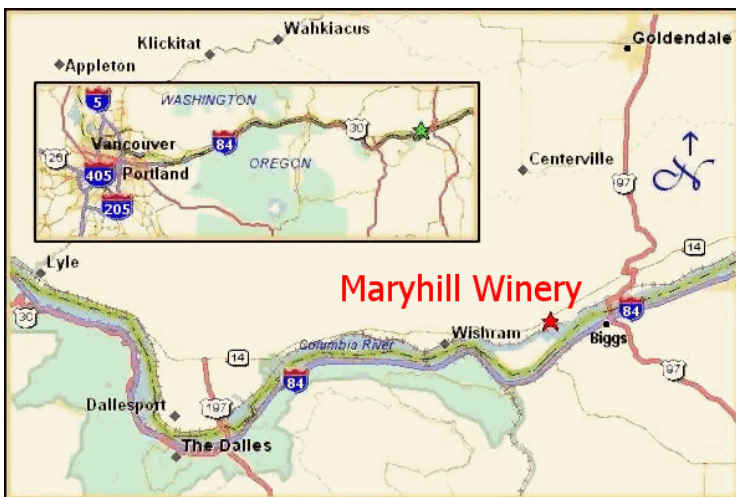 Wahkiacus
Klickitat
Goldendale
Appleton
5
WASHINGTON
Vancouver
84
30
26
OREGON
405
Portland
205
Centerville
97
N
14
Lyle
Maryhill Winery
30
84
Wishram
Biggs
Columbia River
14
97
84
Dallesport
197
The Dalles